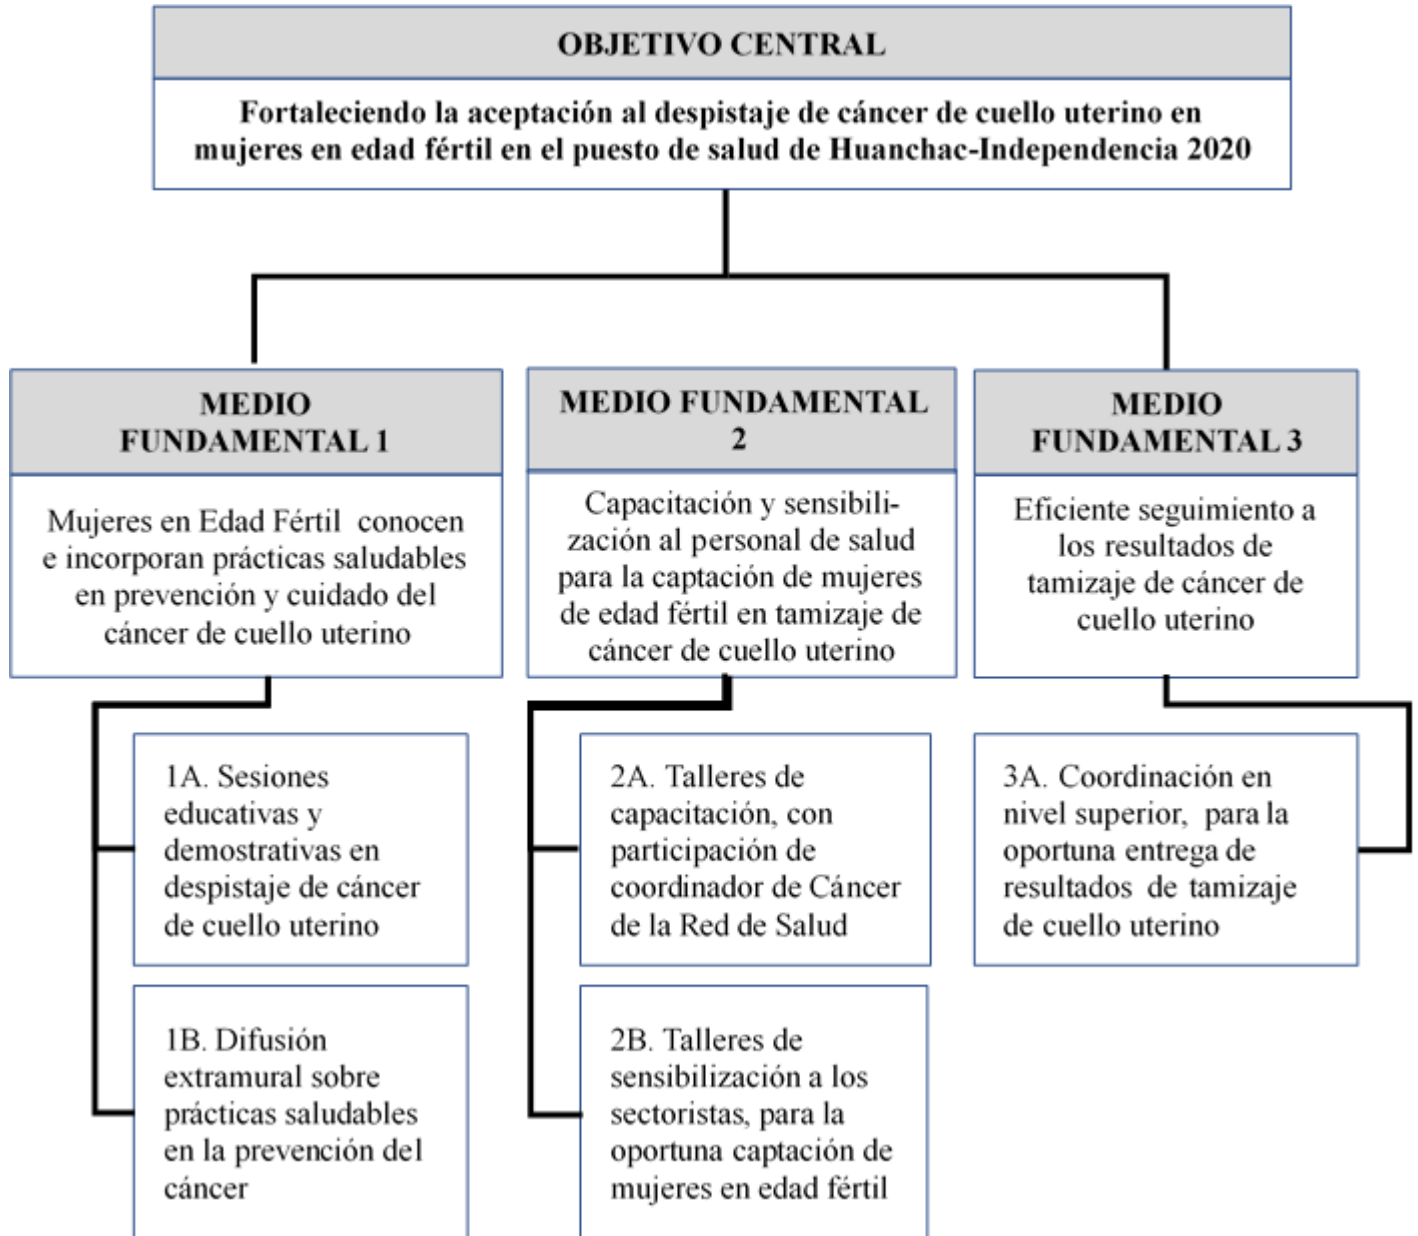 OBJETIVO CENTRAL
Fortaleciendo la aceptación al despistaje de cáncer de cuello uterino en
mujeres en edad fértil en el puesto de salud de Huanchac-Independencia 2020
MEDIO
FUNDAMENTAL 1
Mujeres en Edad Fértil conocen
e incorporan prácticas saludables
en prevención y cuidado del
cáncer de cuello uterino
1A. Sesiones
educativas y
demostrativas en
despistaje de cáncer
de cuello uterino
1B. Difusión
extramural sobre
prácticas saludables
en la prevención del
cáncer
MEDIO FUNDAMENTAL
2
Capacitación y sensibili-
zación al personal de salud
para la captación de mujeres
de edad fértil en tamizaje de
cáncer de cuello uterino
2A. Talleres de
capacitación, con
participación de
coordinador de Cáncer
de la Red de Salud
2B. Talleres de
sensibilización a los
sectoristas, para la
oportuna captación de
mujeres en edad fértil
MEDIO
FUNDAMENTAL 3
Eficiente seguimiento a
los resultados de
tamizaje de cáncer de
cuello uterino
3A. Coordinación en
nivel superior, para la
oportuna entrega de
resultados de tamizaje
de cuello uterino